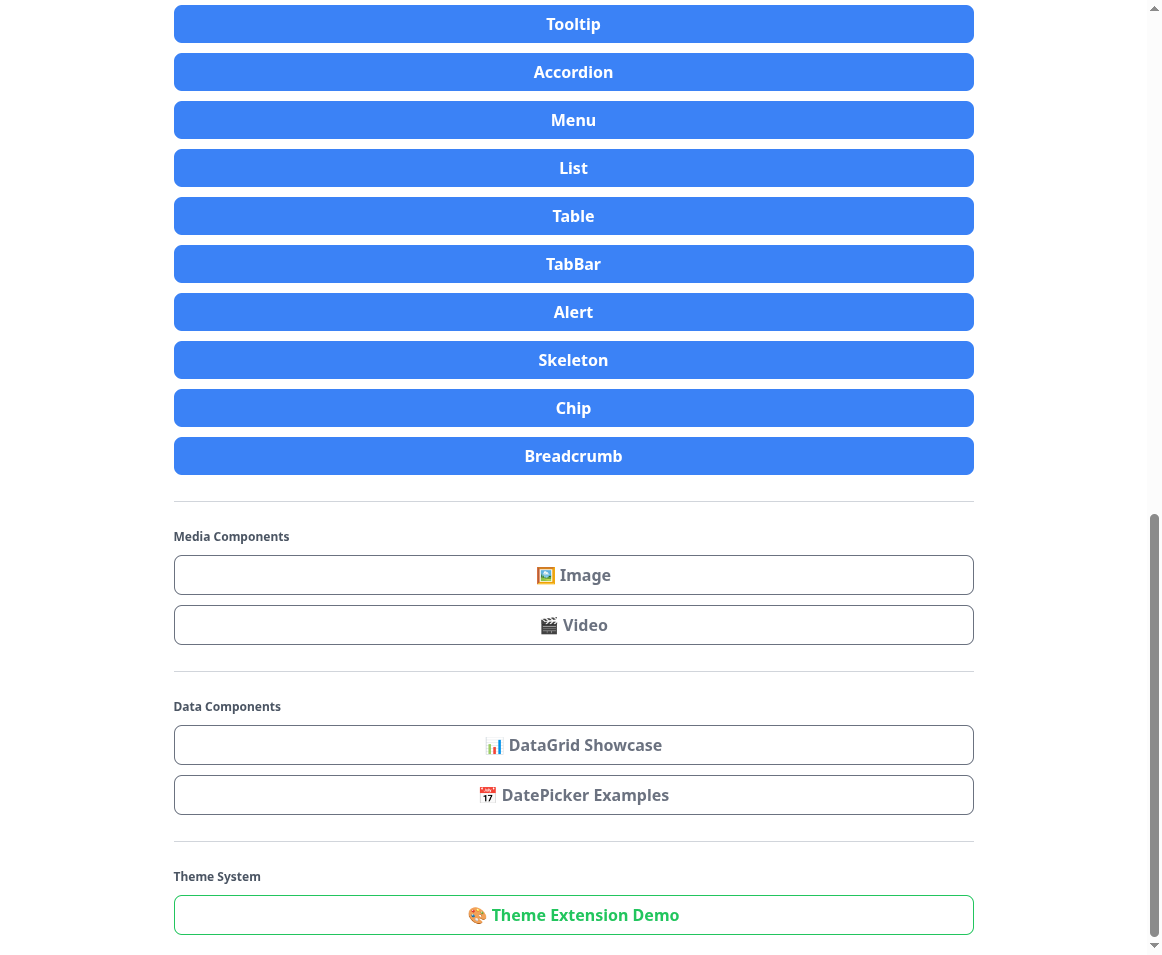 Tooltip
Accordion
Menu
List
Table
TabBar
Alert
Skeleton
Chip
Breadcrumb
Media Components
🖼️ Image
🎬 Video
Data Components
📊 DataGrid Showcase
📅 DatePicker Examples
Theme System
🎨 Theme Extension Demo